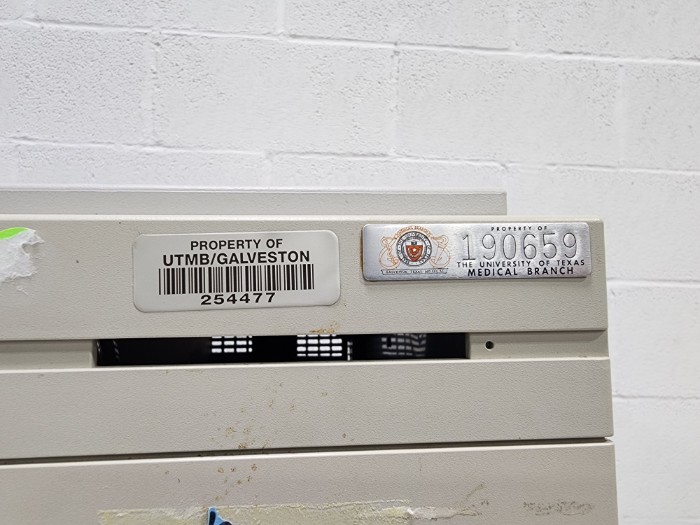 PROPERTY OF
UTMB/GALVESTON
254477
PROPERTY OF
190659
THE UNIVERSITY OF TEXAS
MEDICAL BRANCH